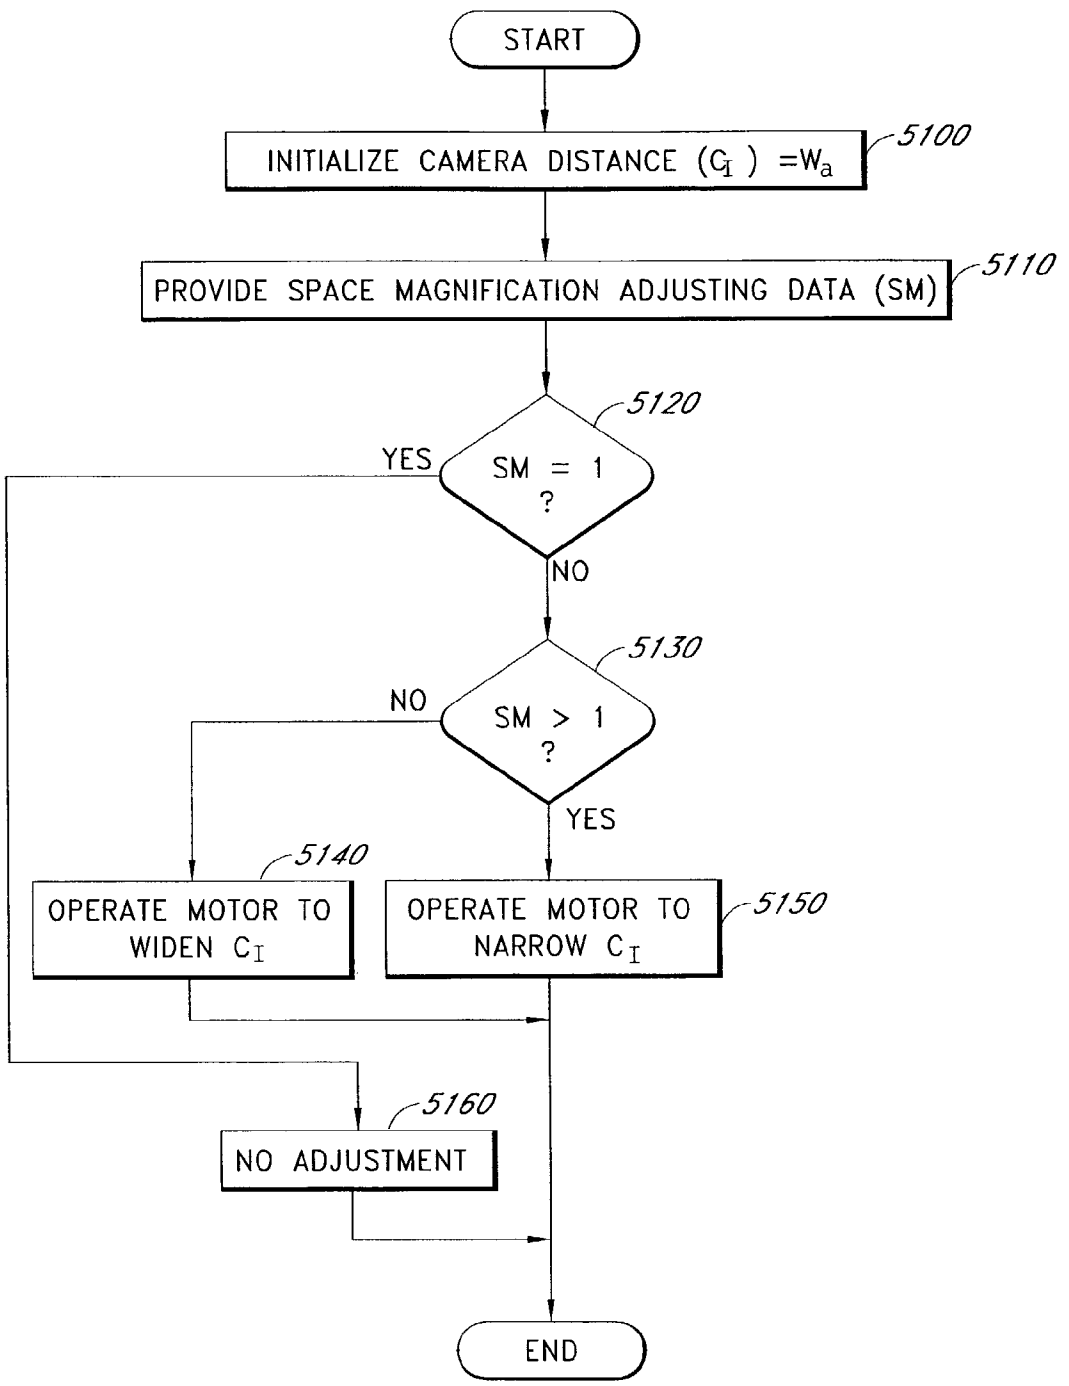 START
5100
INITIALIZE CAMERA DISTANCE (CI) =Wa
5110
PROVIDE SPACE MAGNIFICATION ADJUSTING DATA (SM)
5120
YES
SM = 1
?
NO
5130
NO
SM > 1
?
YES
5140
OPERATE MOTOR TO
WIDEN CI
5150
OPERATE MOTOR TO
NARROW CI
5160
NO ADJUSTMENT
END